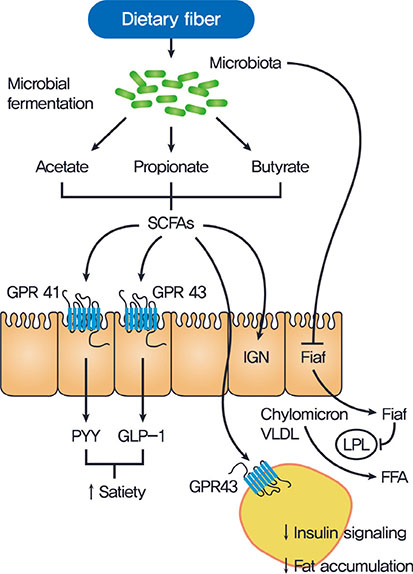 Dietary fiber
Microbiota
Microbial
fermentation
Acetate
Propionate
Butyrate
SCFAs
GPR 41
GPR 43
IGN
Fiaf
Chylomicron
VLDL
Fiaf
LPL
FFA
PYY
GLP-1
↑ Satiety
GPR43
↓ Insulin signaling
↓ Fat accumulation